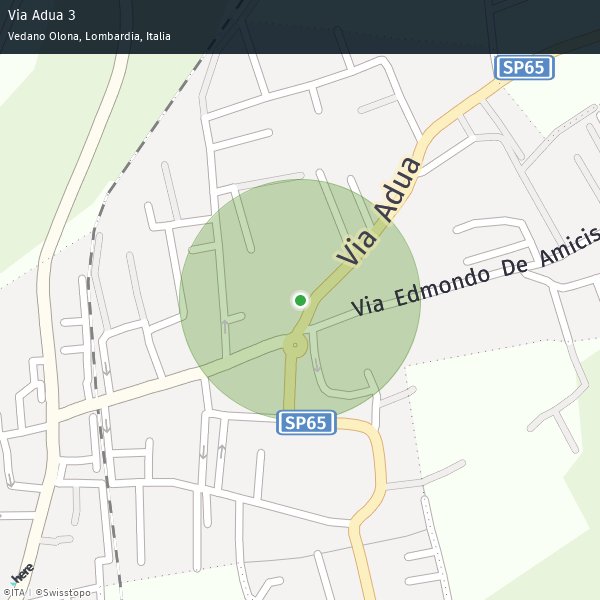 Via Adua 3
Vedano Olona, Lombardia, Italia
SP65
Via Adua
Via Edmondo De Amicis
SP65
here
©ITA | ©Swisstopo